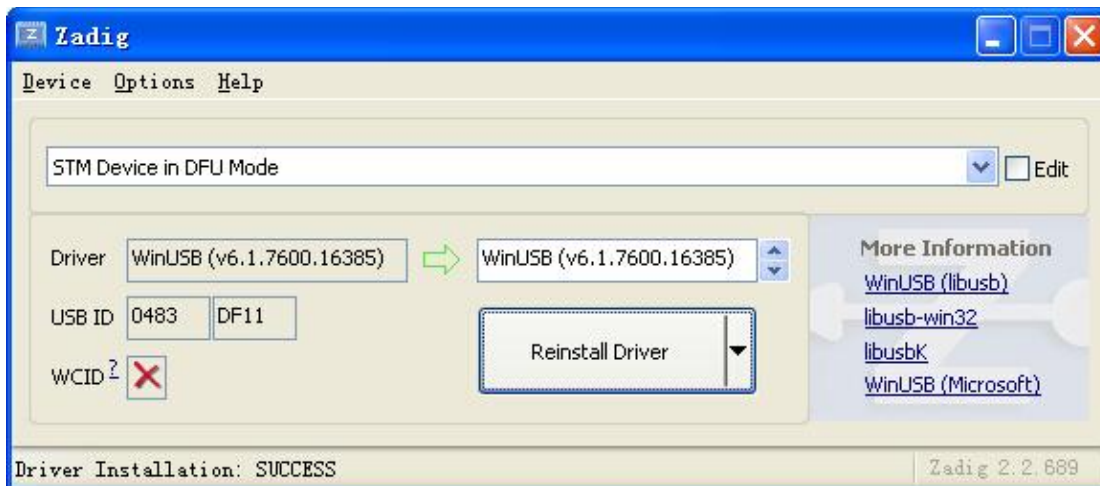 Z Zadig
Device Options Help
STM Device in DFU Mode Edit
Driver WinUSB (v6.1.7600.16385) WinUSB (v6.1.7600.16385)
USB ID 0483 DF11
WCID ?
Reinstall Driver
More Information
WinUSB (libusb)
libusb-win32
libusbK
WinUSB (Microsoft)
Driver Installation: SUCCESS Zadig 2.2.689